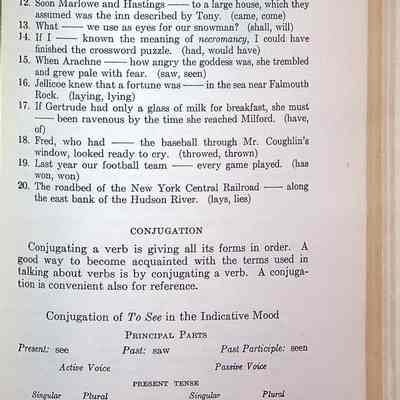 12. Soon Marlowe and Hastings —— to a large house, which they
assumed was the inn described by Tony. (came, come)
13. What —— we use as eyes for our snowman? (shall, will)
14. If I —— known the meaning of necromancy, I could have
finished the crossword puzzle. (had, would have)
15. When Arachne —— how angry the goddess was, she trembled
and grew pale with fear. (saw, seen)
16. Jellicoe knew that a fortune was —— in the sea near Falmouth
Rock. (laying, lying)
17. If Gertrude had only a glass of milk for breakfast, she must
—— been ravenous by the time she reached Milford. (have,
of)
18. Fred, who had —— the baseball through Mr. Coughlin's
window, looked ready to cry. (throwed, thrown)
19. Last year our football team —— every game played. (has
won, won)
20. The roadbed of the New York Central Railroad —— along
the east bank of the Hudson River. (lays, lies)
CONJUGATION
Conjugating a verb is giving all its forms in order. A
good way to become acquainted with the terms used in
talking about verbs is by conjugating a verb. A conjuga-
tion is convenient also for reference.
Conjugation of To See in the Indicative Mood
PRINCIPAL PARTS
Present: see Past: saw Past Participle: seen
Active Voice Passive Voice
PRESENT TENSE
Singular Plural Singular Plural